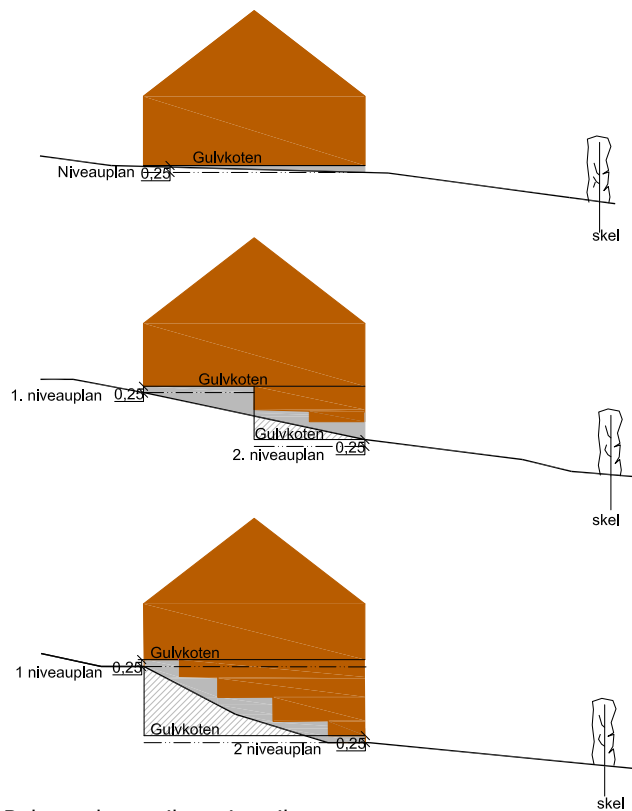 Gulvkoten
Niveauplan 0,25
skel
Gulvkoten
0,25
1. niveauplan
Gulvkoten
0,25
2. niveauplan
skel
Gulvkoten
0,25
1 niveauplan
Gulvkoten
0,25
2 niveauplan
skel